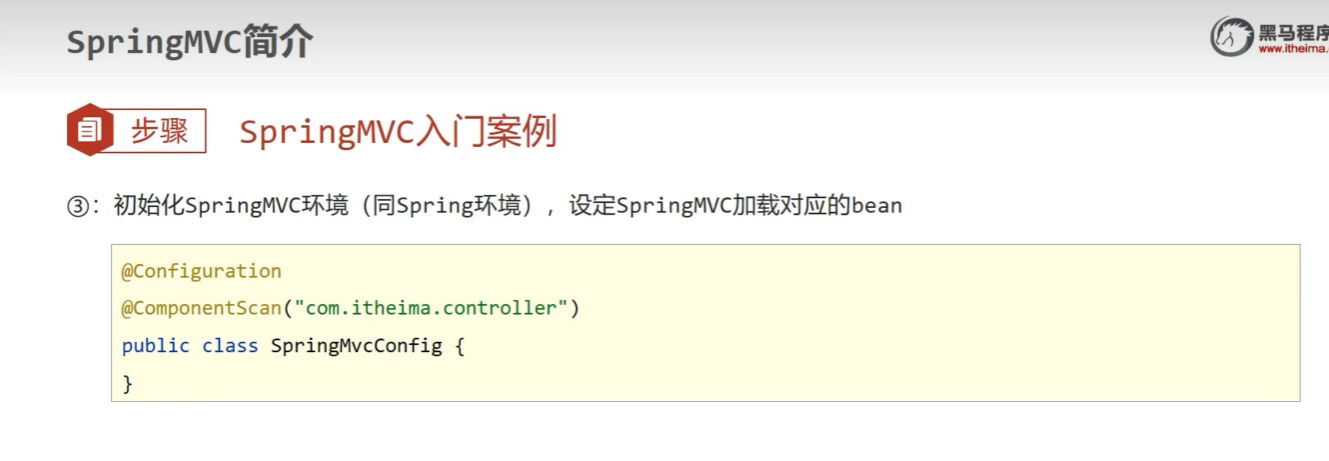 SpringMVC简介
黑马程序
www.itheima.
步骤
SpringMVC入门案例
③：初始化SpringMVC环境（同Spring环境），设定SpringMVC加载对应的bean
@Configuration
@ComponentScan("com.itheima.controller")
public class SpringMvcConfig {
}